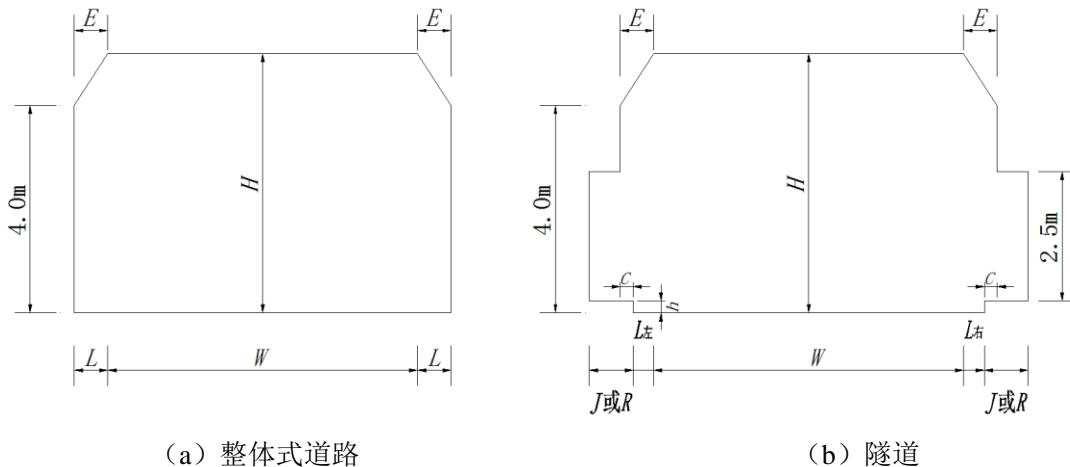 E E E E
4.0m H 4.0m H 2.5m
C C
h
L左 L右
L W L W
J或R J或R
（a）整体式道路 （b）隧道